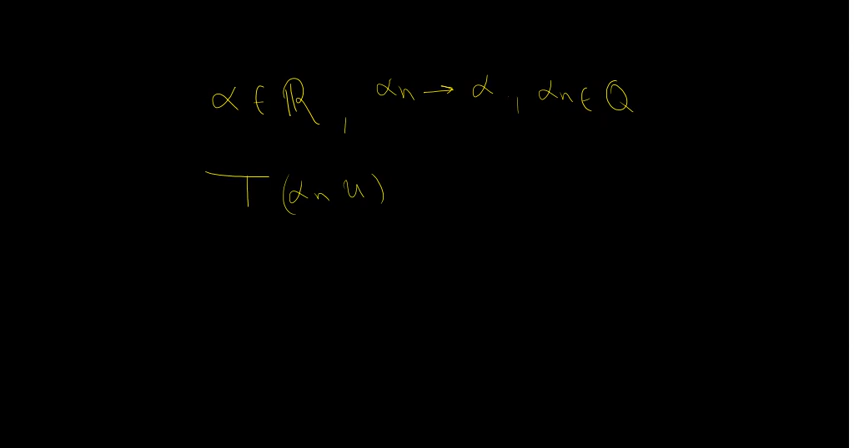 α ∈ ℝ, αn → α, αn ∈ Q
T(αn u)